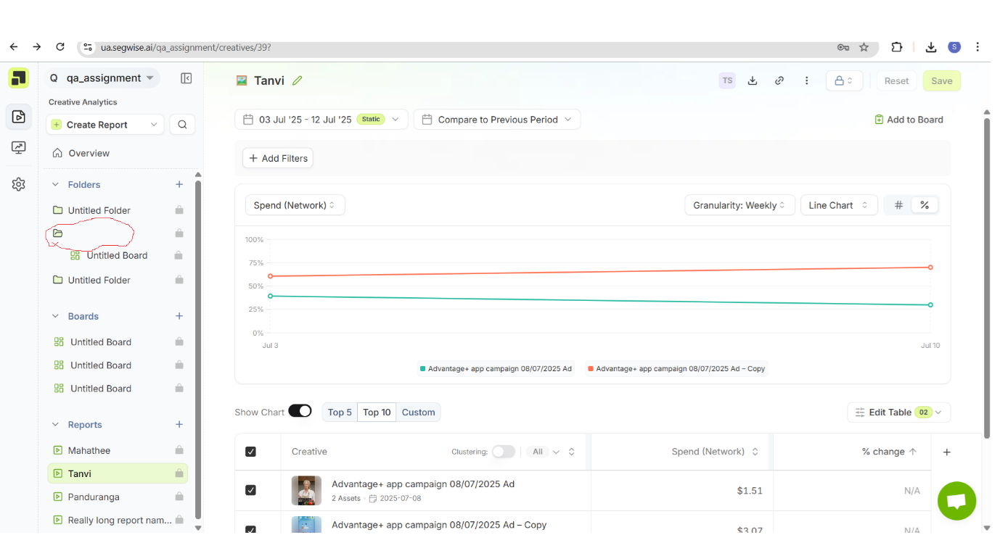 ua.segwise.ai/qa_assignment/creatives/39?
S
Q qa_assignment
Tanvi
TS
Reset
Save
Creative Analytics
Create Report
03 Jul '25 - 12 Jul '25 Static
Compare to Previous Period
Add to Board
Overview
Add Filters
Folders
Untitled Folder
Untitled Board
Untitled Folder
Spend (Network)
Granularity: Weekly
Line Chart
# %
100%
75%
50%
25%
0%
Jul 3
Jul 10
Advantage+ app campaign 08/07/2025 Ad
Advantage+ app campaign 08/07/2025 Ad – Copy
Boards
Untitled Board
Untitled Board
Untitled Board
Show Chart
Top 5
Top 10
Custom
Edit Table 02
Reports
Mahathee
Tanvi
Panduranga
Really long report nam...
Creative
Clustering:
All
Spend (Network)
% change
Advantage+ app campaign 08/07/2025 Ad
2 Assets
2025-07-08
$1.51
N/A
Advantage+ app campaign 08/07/2025 Ad – Copy
$3.07
N/A